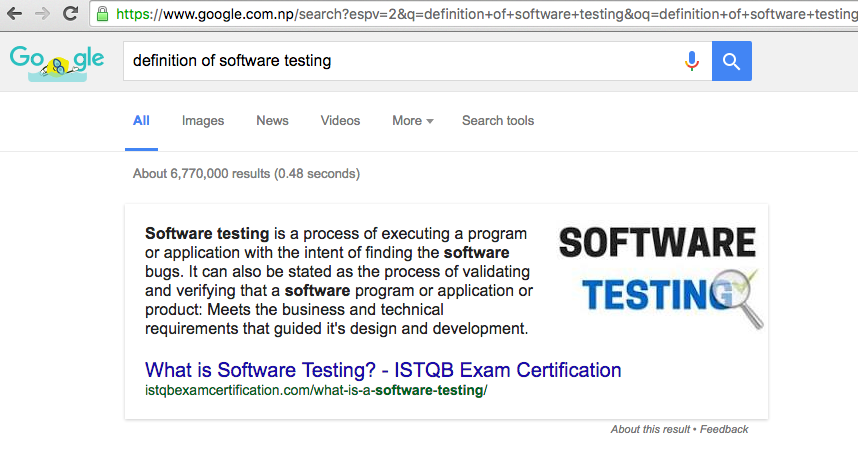 https://www.google.com.np/search?espv=2&q=definition+of+software+testing&oq=definition+of+software+testing
Google
definition of software testing
All Images News Videos More Search tools
About 6,770,000 results (0.48 seconds)
Software testing is a process of executing a program
or application with the intent of finding the software
bugs. It can also be stated as the process of validating
and verifying that a software program or application or
product: Meets the business and technical
requirements that guided it's design and development.
SOFTWARE
TESTING
What is Software Testing? - ISTQB Exam Certification
istqbexamcertification.com/what-is-a-software-testing/
About this result • Feedback